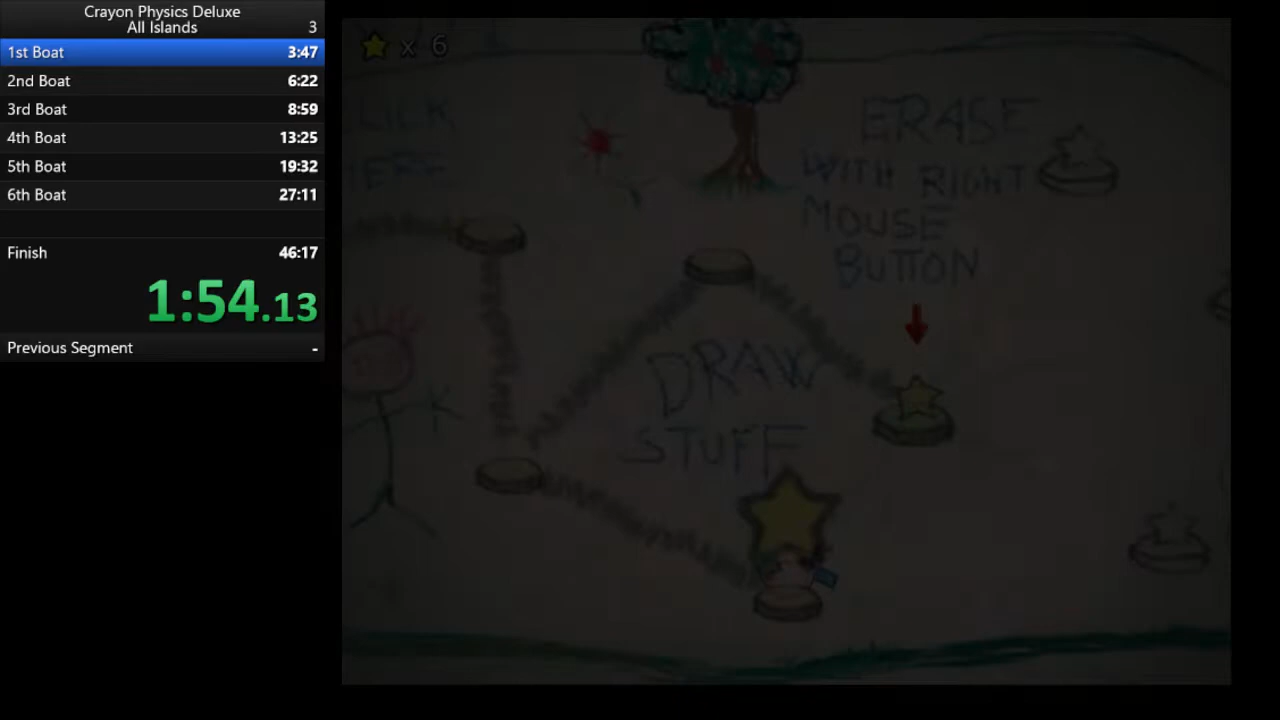 Crayon Physics Deluxe
All Islands 3
1st Boat 3:47
2nd Boat 6:22
3rd Boat 8:59
4th Boat 13:25
5th Boat 19:32
6th Boat 27:11
Finish 46:17
1:54.13
Previous Segment -
x 6
CLICK
HERE
ERASE
WITH RIGHT
MOUSE
BUTTON
DRAW
STUFF